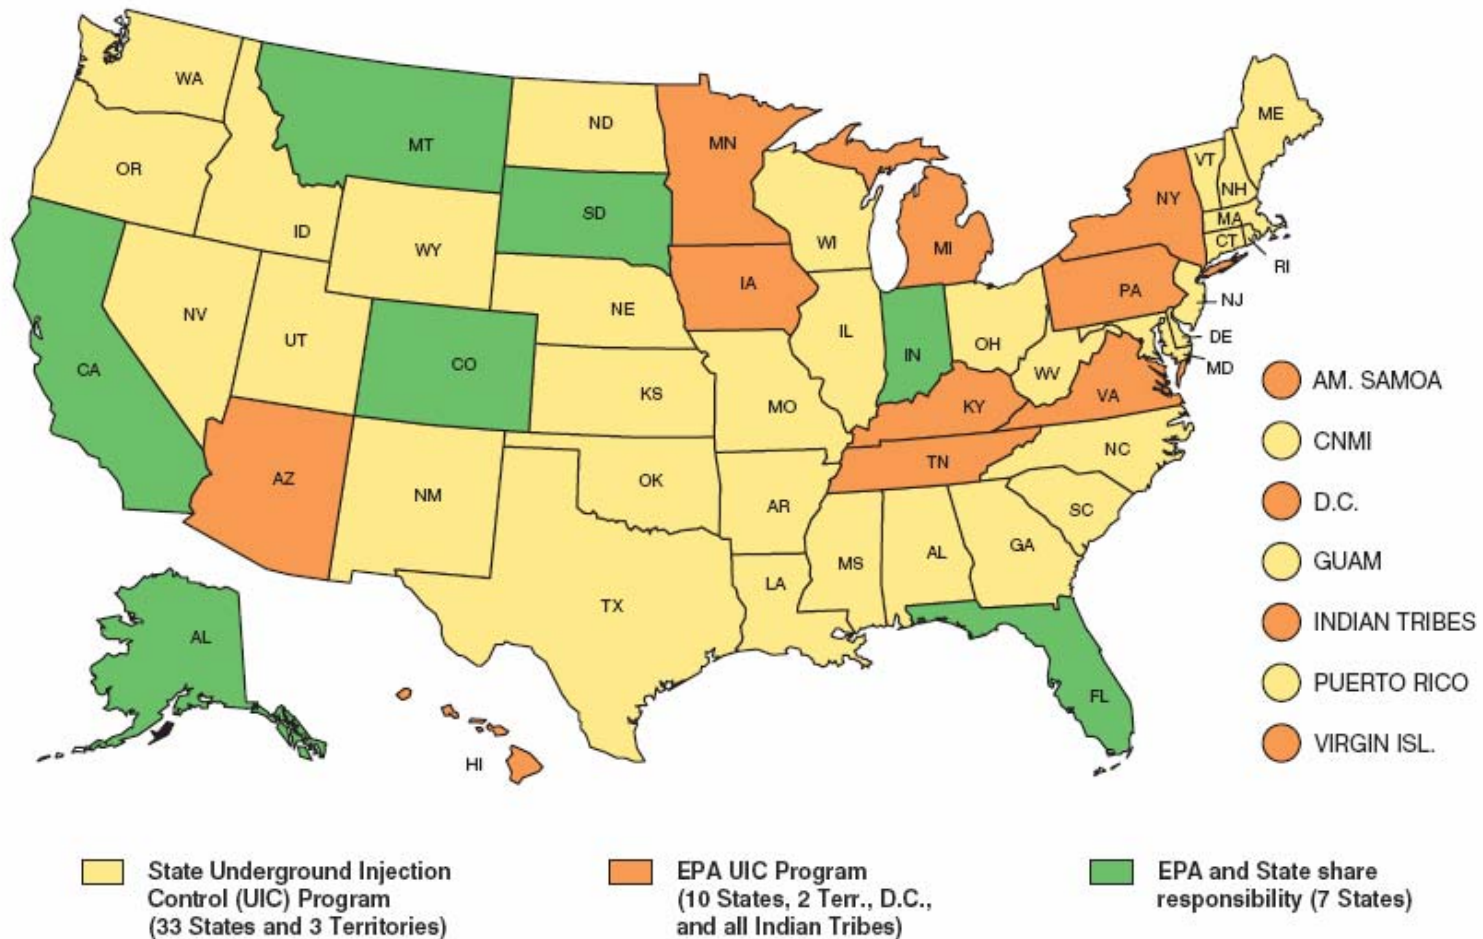 WA
MT
ND
MN
ME
OR
ID
WY
SD
WI
MI
NY
VT
NH
MA
CT
RI
NV
UT
CO
NE
IA
IL
IN
OH
PA
NJ
DE
MD
CA
KS
MO
KY
WV
VA
AZ
NM
OK
AR
TN
NC
SC
TX
LA
MS
AL
GA
FL
AL
HI
AM. SAMOA
CNMI
D.C.
GUAM
INDIAN TRIBES
PUERTO RICO
VIRGIN ISL.
State Underground Injection
Control (UIC) Program
(33 States and 3 Territories)
EPA UIC Program
(10 States, 2 Terr., D.C.,
and all Indian Tribes)
EPA and State share
responsibility (7 States)